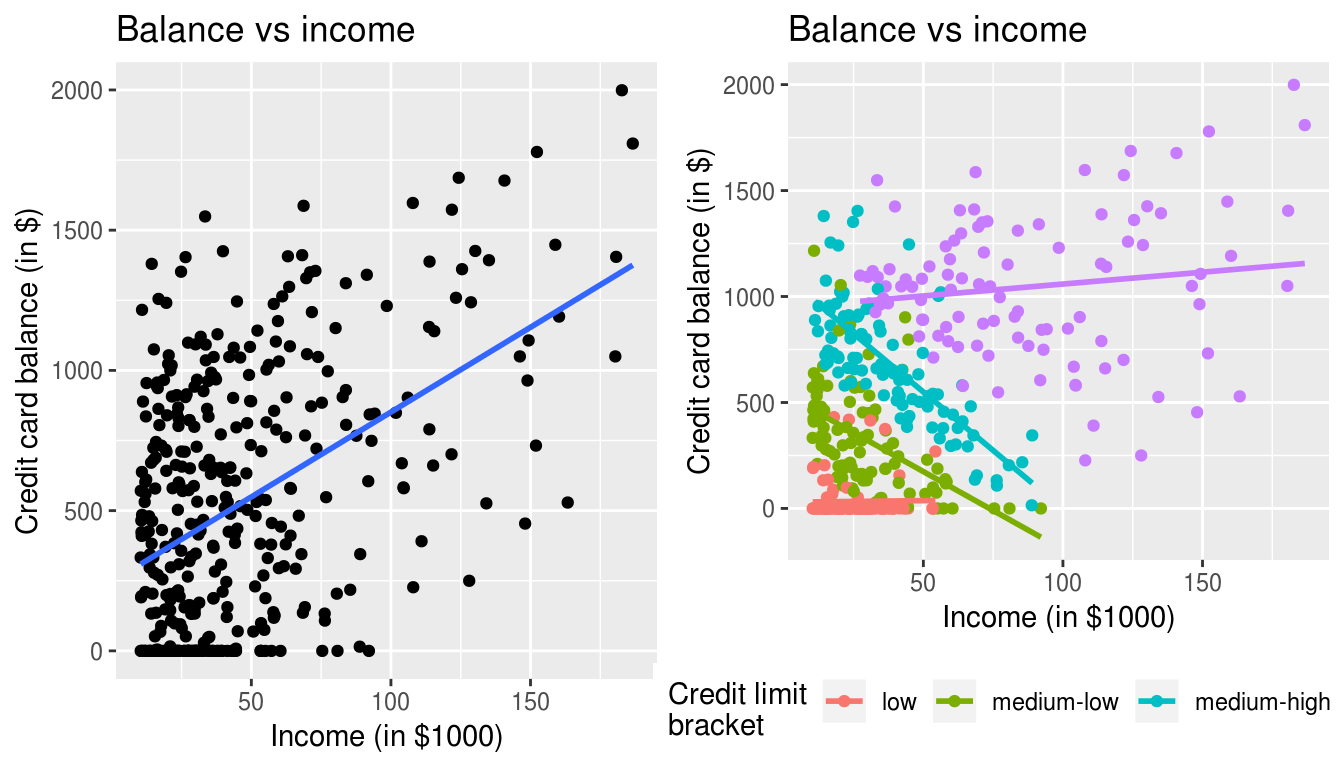 Balance vs income
Credit card balance (in $)
2000
1500
1000
500
0
50 100 150
Income (in $1000)
Balance vs income
Credit card balance (in $)
2000
1500
1000
500
0
50 100 150
Income (in $1000)
Credit limit
bracket
low medium-low medium-high